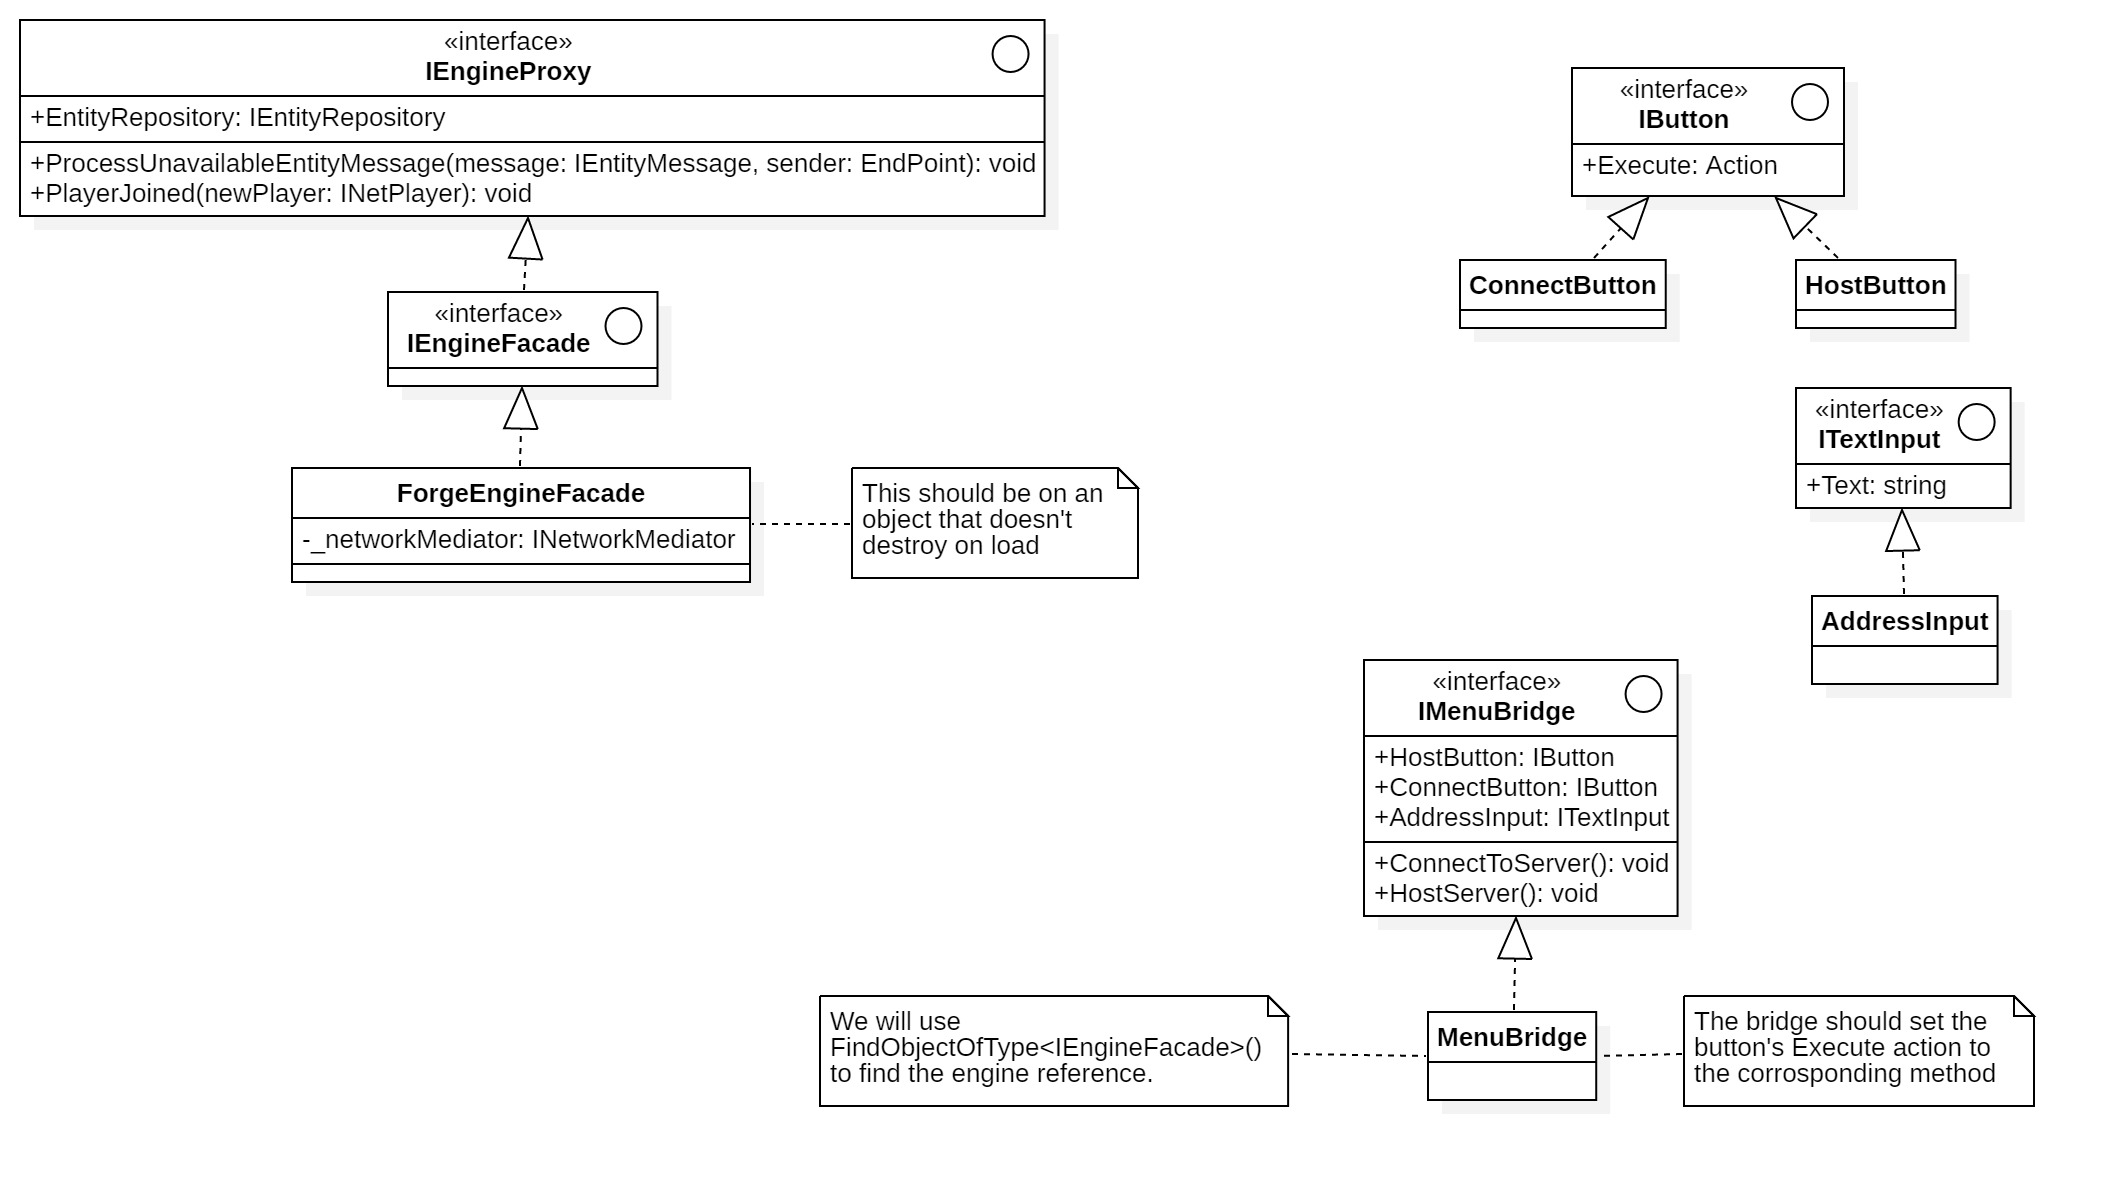 «interface»
IEngineProxy
+EntityRepository: IEntityRepository
+ProcessUnavailableEntityMessage(message: IEntityMessage, sender: EndPoint): void
+PlayerJoined(newPlayer: INetPlayer): void
«interface»
IEngineFacade
ForgeEngineFacade
-_networkMediator: INetworkMediator
This should be on an
object that doesn't
destroy on load
«interface»
IButton
+Execute: Action
ConnectButton
HostButton
«interface»
ITextInput
+Text: string
AddressInput
«interface»
IMenuBridge
+HostButton: IButton
+ConnectButton: IButton
+AddressInput: ITextInput
+ConnectToServer(): void
+HostServer(): void
We will use
FindObjectOfType<IEngineFacade>()
to find the engine reference.
MenuBridge
The bridge should set the
button's Execute action to
the corrosponding method